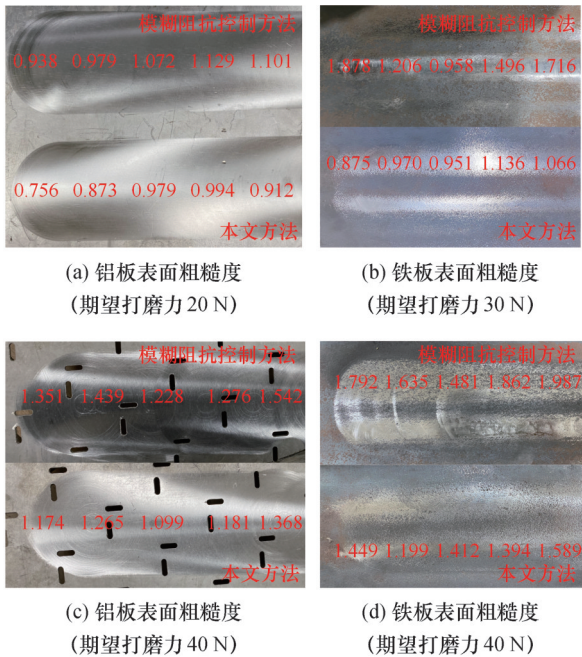 模糊阻抗控制方法
0.938 0.979 1.072 1.129 1.101
0.756 0.873 0.979 0.994 0.912
本文方法
(a) 铝板表面粗糙度
(期望打磨力 20 N)
模糊阻抗控制方法
1.878 1.206 0.958 1.496 1.716
0.875 0.970 0.951 1.136 1.066
本文方法
(b) 铁板表面粗糙度
(期望打磨力 30 N)
模糊阻抗控制方法
1.351 1.439 1.228 1.276 1.542
1.174 1.265 1.099 1.181 1.368
本文方法
(c) 铝板表面粗糙度
(期望打磨力 40 N)
模糊阻抗控制方法
1.792 1.635 1.481 1.862 1.987
1.449 1.199 1.412 1.394 1.589
本文方法
(d) 铁板表面粗糙度
(期望打磨力 40 N)